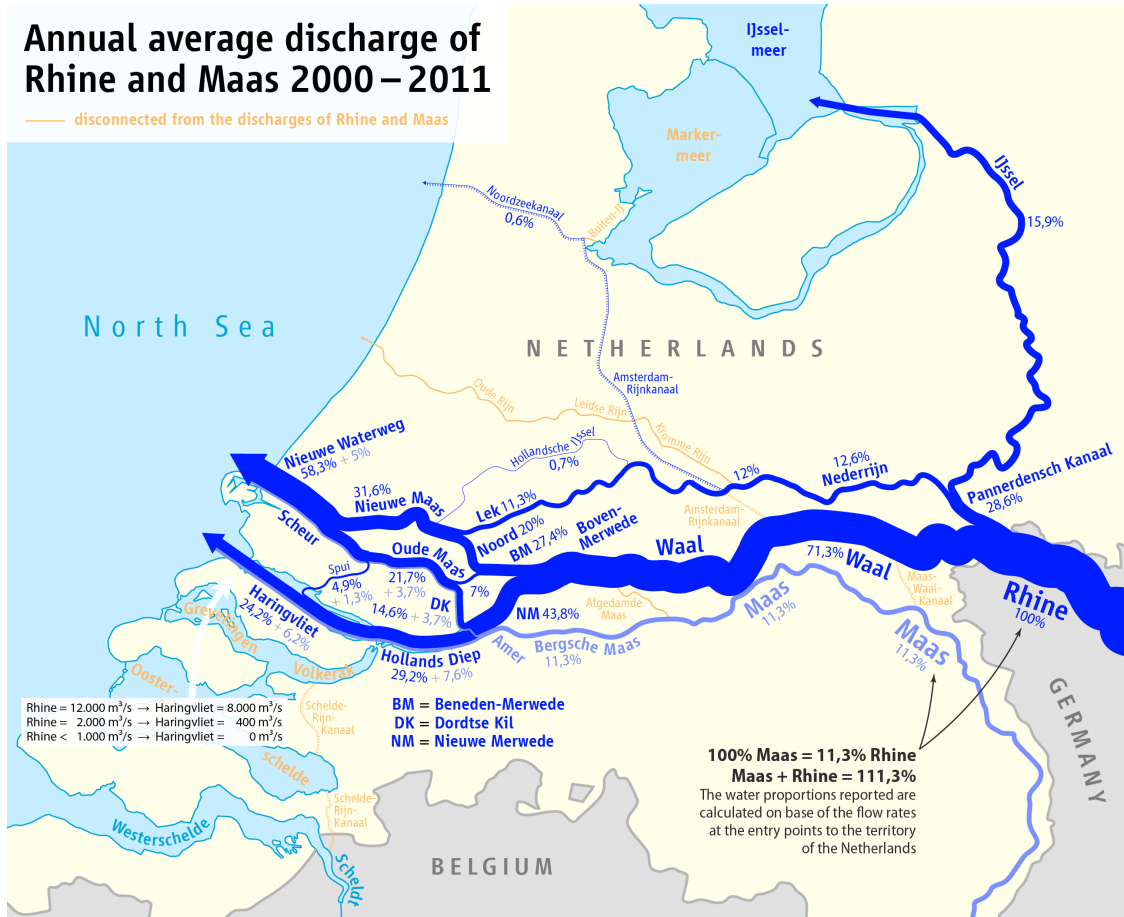 Annual average discharge of
Rhine and Maas 2000 – 2011
disconnected from the discharges of Rhine and Maas
IJssel-
meer
Marker-
meer
IJssel
15,9%
Noordzeekanaal
0,6%
Buiten-IJ
North Sea
NETHERLANDS
Amsterdam-
Rijnkanaal
Oude Rijn
Leidse Rijn
Kromme Rijn
Hollandsche IJssel
0,7%
Nieuwe Waterweg
58,3% + 5%
31,6%
Nieuwe Maas
Lek 11,3%
12%
12,6%
Nederrijn
Pannerdensch Kanaal
28,6%
Amsterdam-
Rijnkanaal
Scheur
Noord 20%
BM 27,4%
Boven-
Merwede
Waal
71,3% Waal
Oude Maas
21,7%
+ 3,7%
7%
Spui
4,9%
+ 1,3%
14,6% + 3,7%
DK
NM 43,8%
Afgedamde
Maas
Maas
11,3%
Maas-
Waal-
Kanaal
Rhine
100%
Maas
11,3%
Haringvliet
24,2% + 6,2%
Grevelingen
Hollands Diep
29,2% + 7,6%
Amer
Bergsche Maas
11,3%
Volkerak
Ooster-
schelde
Schelde-
Rijn-
Kanaal
Rhine = 12.000 m³/s → Haringvliet = 8.000 m³/s
Rhine = 2.000 m³/s → Haringvliet = 400 m³/s
Rhine < 1.000 m³/s → Haringvliet = 0 m³/s
BM = Beneden-Merwede
DK = Dordtse Kil
NM = Nieuwe Merwede
GERMANY
100% Maas = 11,3% Rhine
Maas + Rhine = 111,3%
The water proportions reported are
calculated on base of the flow rates
at the entry points to the territory
of the Netherlands
Schelde-
Rijn-
Kanaal
Westerschelde
Scheldt
BELGIUM